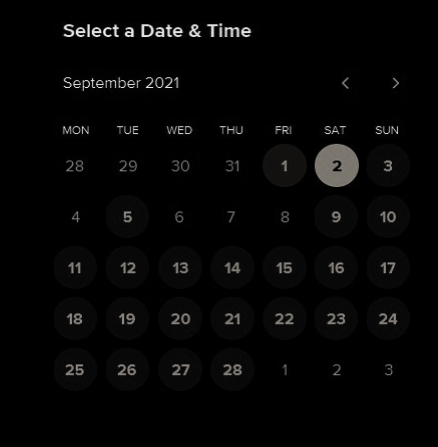 Select a Date & Time
September 2021
MON TUE WED THU FRI SAT SUN
28 29 30 31 1 2 3
4 5 6 7 8 9 10
11 12 13 14 15 16 17
18 19 20 21 22 23 24
25 26 27 28 1 2 3